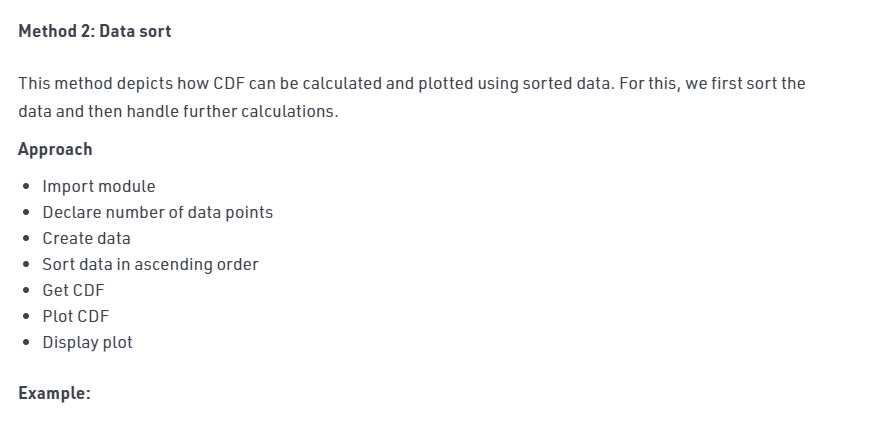 Method 2: Data sort
This method depicts how CDF can be calculated and plotted using sorted data. For this, we first sort the
data and then handle further calculations.
Approach
• Import module
• Declare number of data points
• Create data
• Sort data in ascending order
• Get CDF
• Plot CDF
• Display plot
Example: